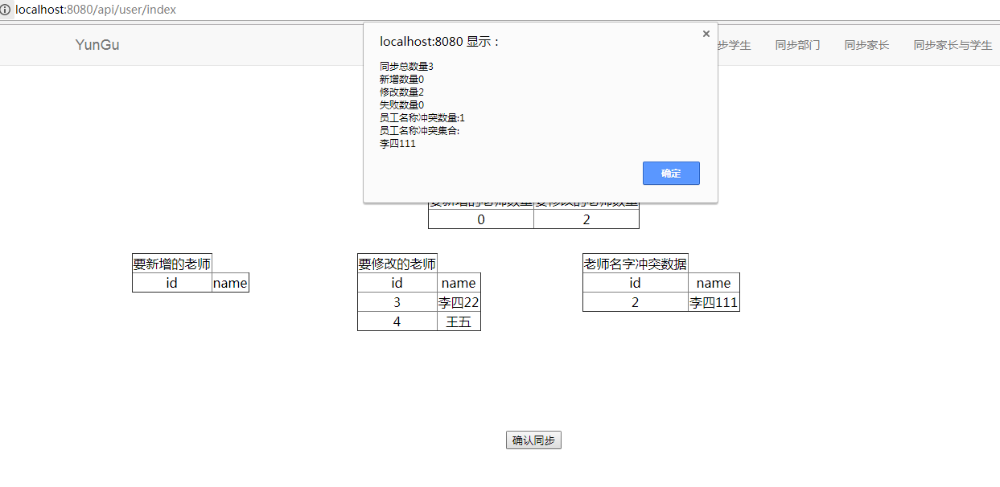 localhost:8080/api/user/index
YunGu
步学生
同步部门
同步家长
同步家长与学生
localhost:8080 显示：
同步总数量3
新增数量0
修改数量2
失败数量0
员工名称冲突数量:1
员工名称冲突集合:
李四111
确定
要新增的老师数量 要修改的老师数量
0 2
要新增的老师
id name
要修改的老师
id name
3 李四22
4 王五
老师名字冲突数据
id name
2 李四111
确认同步